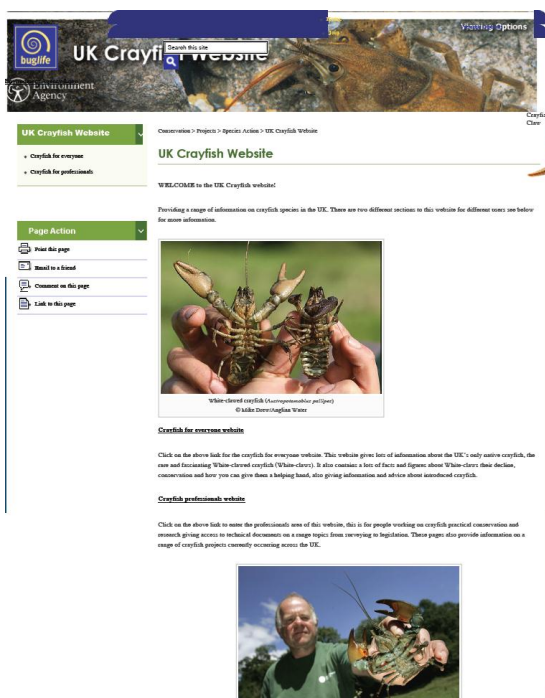 Viewing Options
buglife
UK Crayfi Website
Search this site
Environment
Agency
Claw
UK Crayfish Website
Crayfish for everyone
Crayfish for professionals
Page Action
Print this page
Email to a friend
Comment on this page
Link to this page
Conservation > Projects > Species Action > UK Crayfish Website
UK Crayfish Website
WELCOME to the UK Crayfish website!
Providing a range of information on crayfish species in the UK. There are two different sections to this website for different users see below
for more information.
White-clawed crayfish (Austropotamobius pallipes)
© Mike Drew/Anglian Water
Crayfish for everyone website
Click on the above link for the crayfish for everyone website. This website gives lots of information about the UK's only native crayfish, the
rare and fascinating White-clawed crayfish (White-claws). It also contains a lots of facts and figures about White-claws their decline,
conservation and how you can give them a helping hand, also giving information and advice about introduced crayfish.
Crayfish professionals website
Click on the above link to enter the professionals area of this website, this is for people working on crayfish practical conservation and
research giving access to technical documents on a range topics from surveying to legislation. These pages also provide information on a
range of crayfish projects currently occurring across the UK.